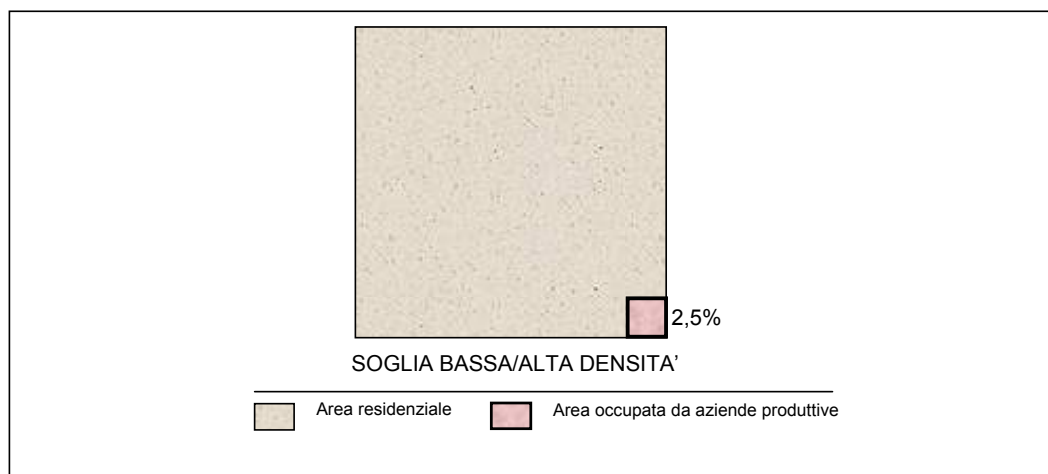 2,5%
SOGLIA BASSA/ALTA DENSITA’
Area residenziale
Area occupata da aziende produttive